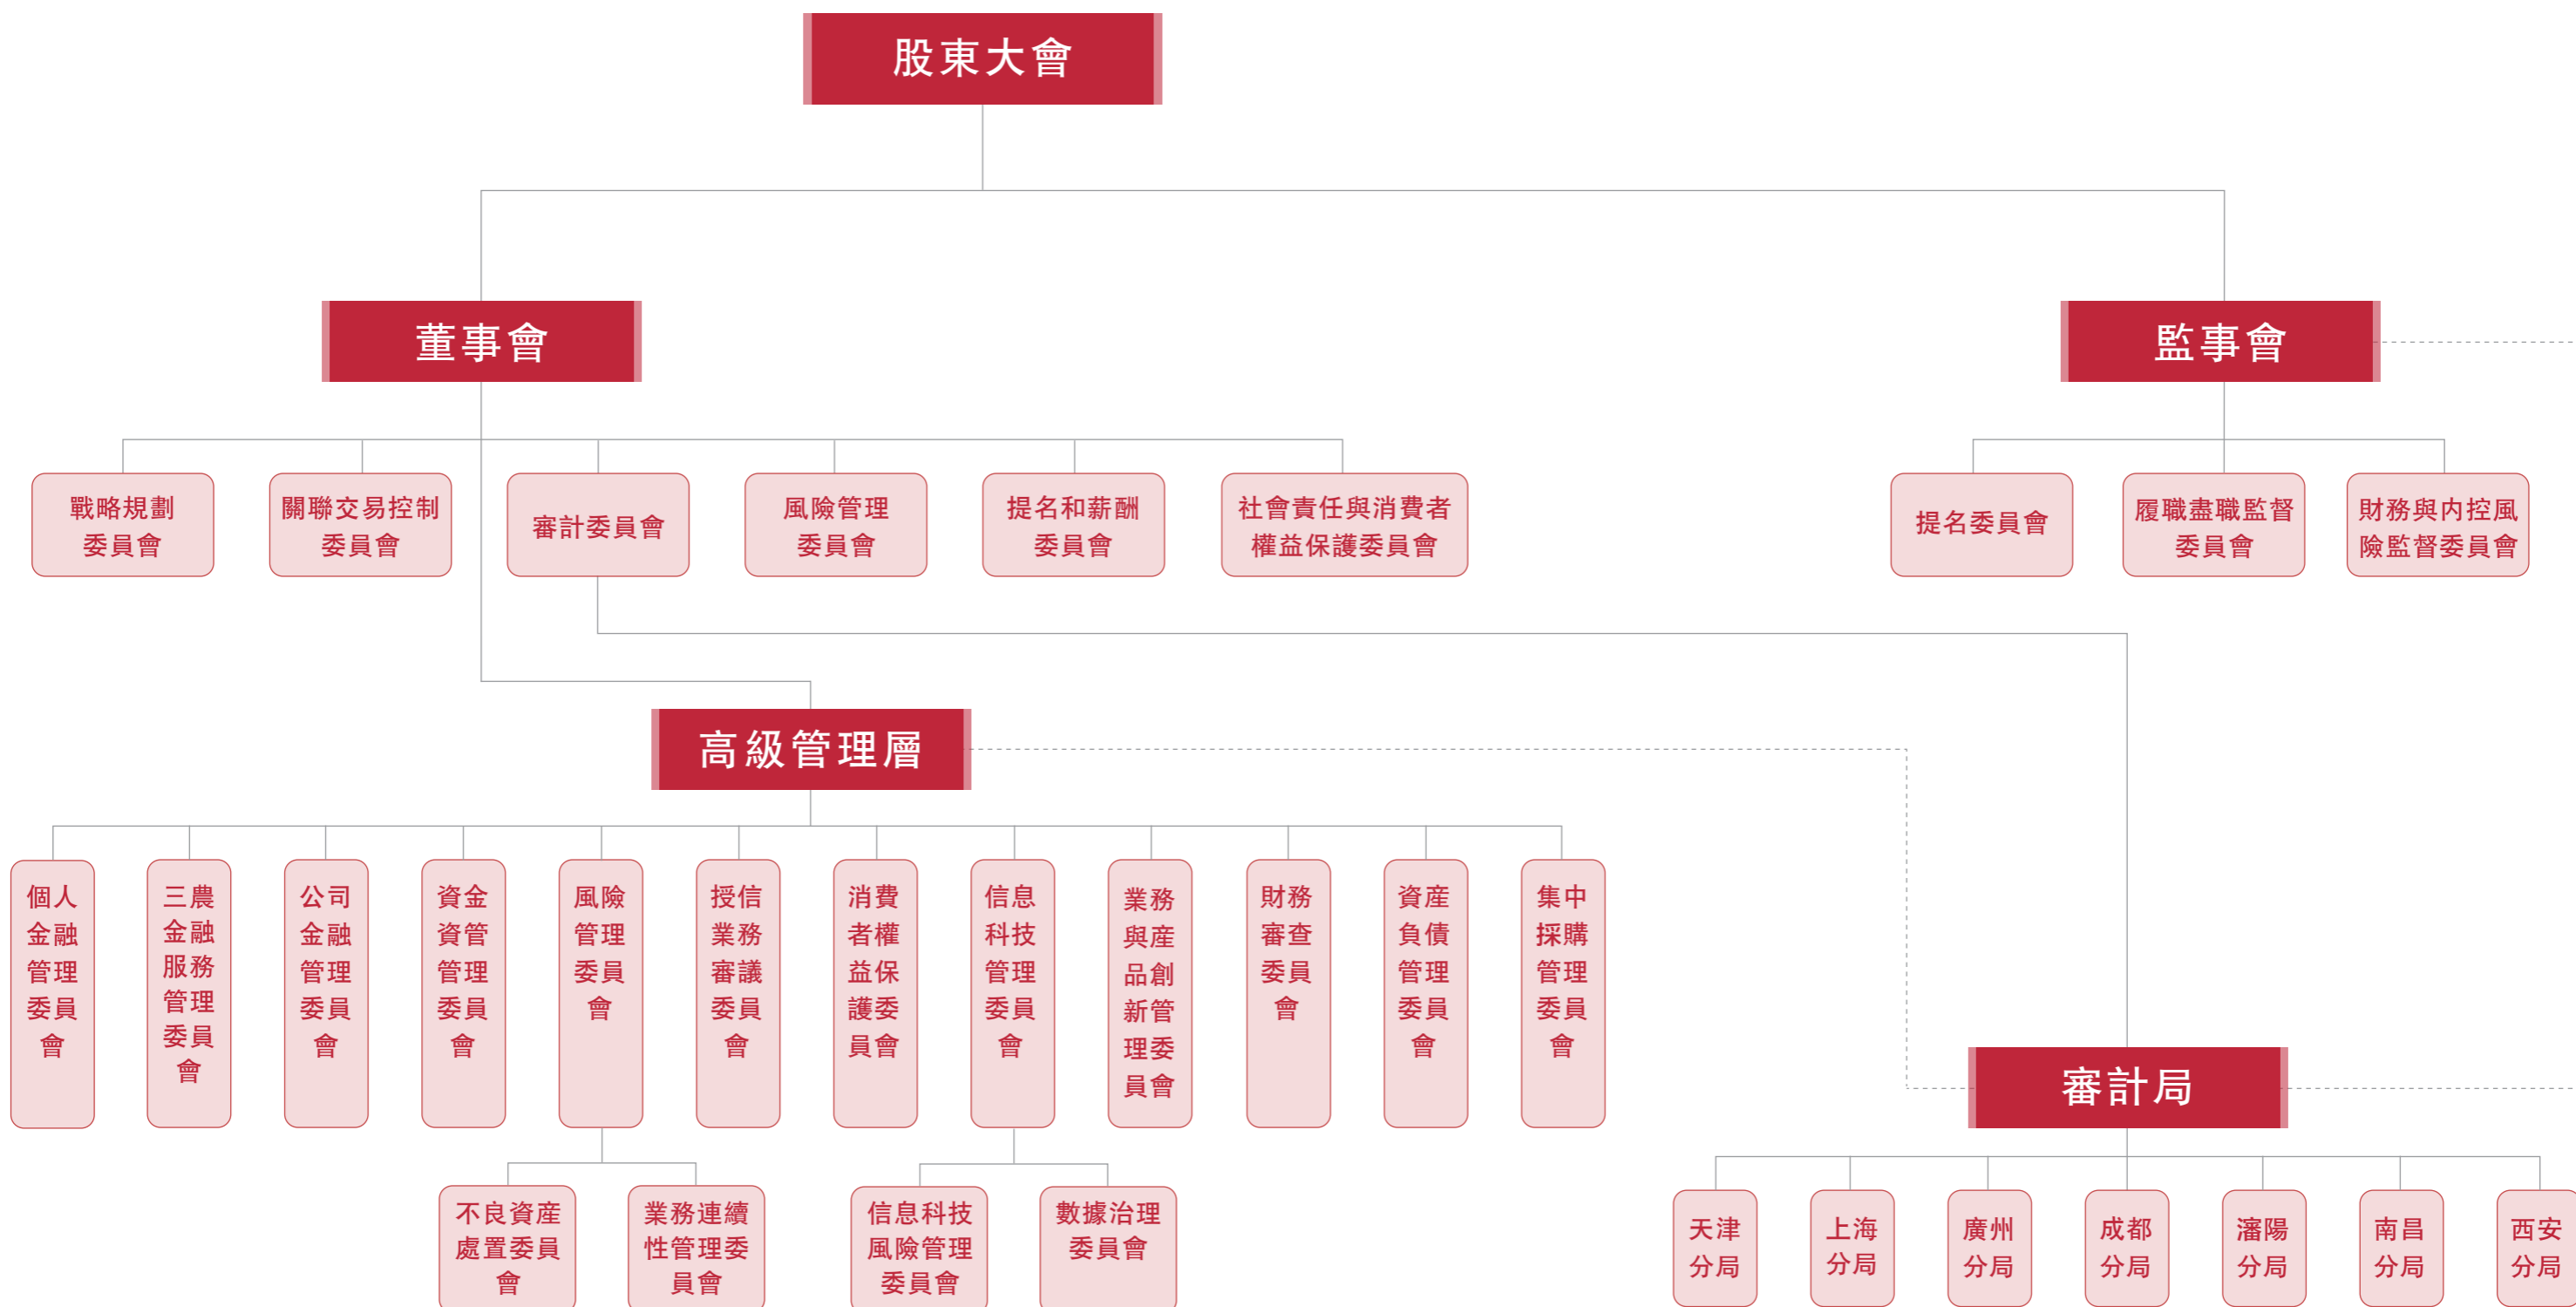 股東大會
董事會
監事會
戰略規劃
委員會
關聯交易控制
委員會
審計委員會
風險管理
委員會
提名和薪酬
委員會
社會責任與消費者
權益保護委員會
提名委員會
履職盡職監督
委員會
財務與内控風
險監督委員會
高級管理層
個人
金融
管理
委員
會
三農
金融
服務
管理
委員
會
公司
金融
管理
委員
會
資金
資管
管理
委員
會
風險
管理
委員
會
授信
業務
審議
委員
會
消費
者權
益保
護委
員會
信息
科技
管理
委員
會
業務
與産
品創
新管
理委
員會
財務
審查
委員
會
資産
負債
管理
委員
會
集中
採購
管理
委員
會
不良資産
處置委員
會
業務連續
性管理委
員會
信息科技
風險管理
委員會
數據治理
委員會
審計局
天津
分局
上海
分局
廣州
分局
成都
分局
瀋陽
分局
南昌
分局
西安
分局